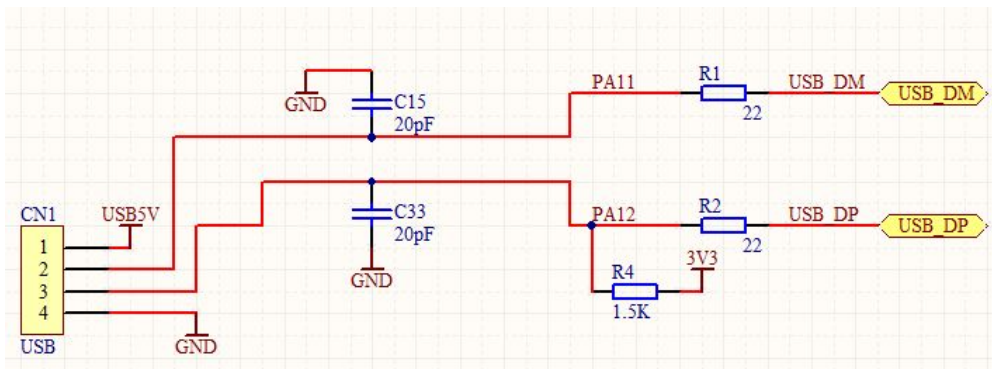 GND
C15
20pF
PA11
R1
22
USB_DM
USB_DM
CN1
USB5V
1
2
3
4
USB
GND
C33
20pF
GND
PA12
R2
22
USB_DP
USB_DP
R4
1.5K
3V3